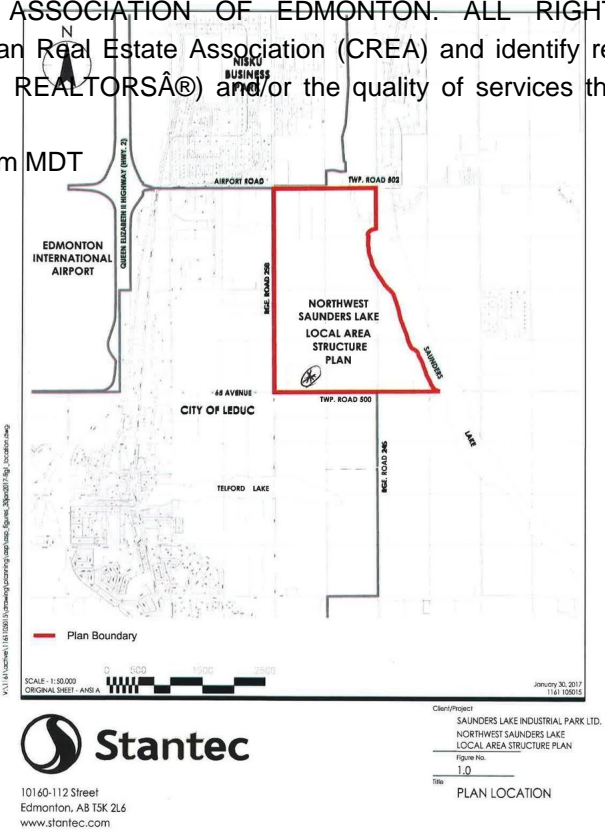 ASSOCIATION OF EDMONTON. ALL RIGHT
an Real Estate Association (CREA) and identify re
REALTORSÂ®) and/or the quality of services th
m MDT
N
NISKU
BUSINESS
PARK
QUEEN ELIZABETH II HIGHWAY (HWY. 2)
AIRPORT ROAD
TWP. ROAD 502
EDMONTON
INTERNATIONAL
AIRPORT
RGE. ROAD 250
NORTHWEST
SAUNDERS LAKE
LOCAL AREA
STRUCTURE
PLAN
SAUNDERS
LAKE
65 AVENUE
CITY OF LEDUC
TWP. ROAD 500
RGE. ROAD 245
TELFORD LAKE
Plan Boundary
0 500 1500 2500
SCALE - 1:50,000
ORIGINAL SHEET - ANSI A
January 30, 2017
1161 105015
Stantec
10160-112 Street
Edmonton, AB T5K 2L6
www.stantec.com
Client/Project
SAUNDERS LAKE INDUSTRIAL PARK LTD.
NORTHWEST SAUNDERS LAKE
LOCAL AREA STRUCTURE PLAN
Figure No.
1.0
Title
PLAN LOCATION